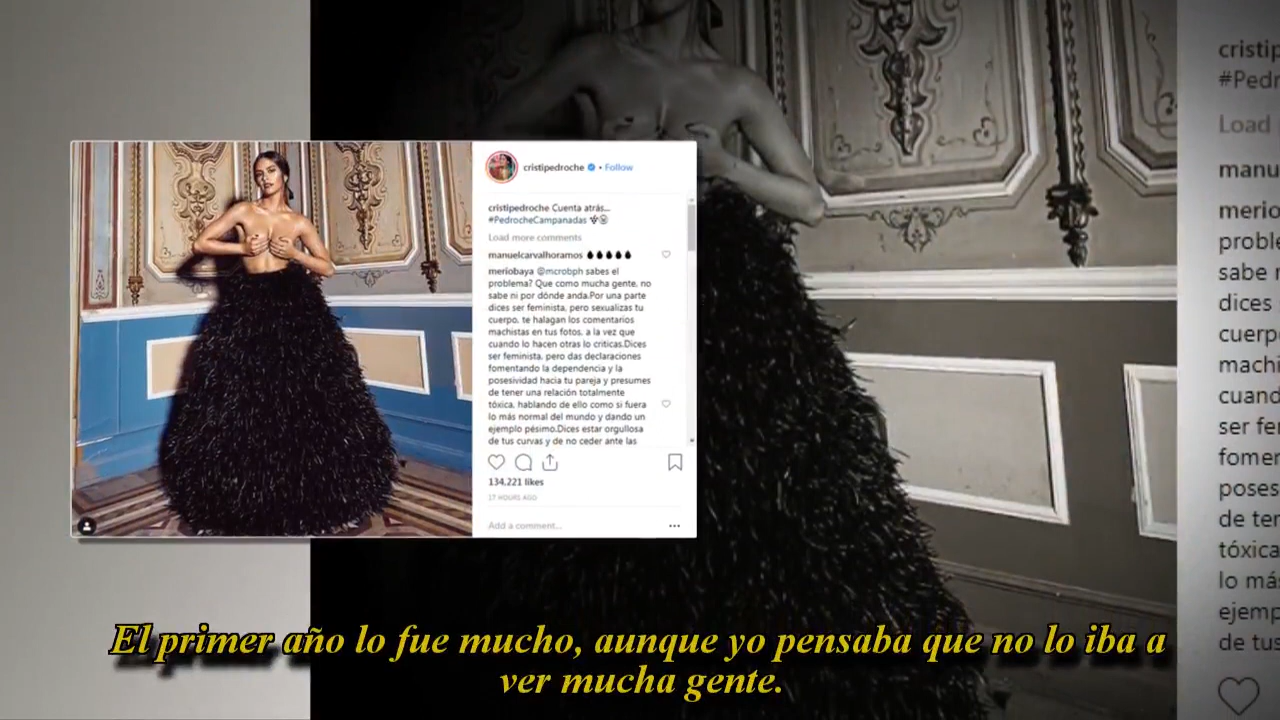 cristipedroche • Follow
cristipedroche Cuenta atrás...
#PedrocheCampanadas
Load more comments
manuelcarvalhoramos
meriobaya @mcrobph sabes el
problema? Que como mucha gente, no
sabe ni por dónde anda.Por una parte
dices ser feminista, pero sexualizas tu
cuerpo, te halagan los comentarios
machistas en tus fotos, a la vez que
cuando lo hacen otras lo criticas.Dices
ser feminista, pero das declaraciones
fomentando la dependencia y la
posesividad hacia tu pareja y presumes
de tener una relación totalmente
tóxica, hablando de ello como si fuera
lo más normal del mundo y dando un
ejemplo pésimo.Dices estar orgullosa
de tus curvas y de no ceder ante las
134,221 likes
17 HOURS AGO
Add a comment...
cristip
#Pedr
Load
manu
merio
proble
sabe n
dices
cuerp
machi
cuand
ser fer
fomer
poses
de ter
tóxica
lo más
ejemp
de tus
El primer año lo fue mucho, aunque yo pensaba que no lo iba a
ver mucha gente.